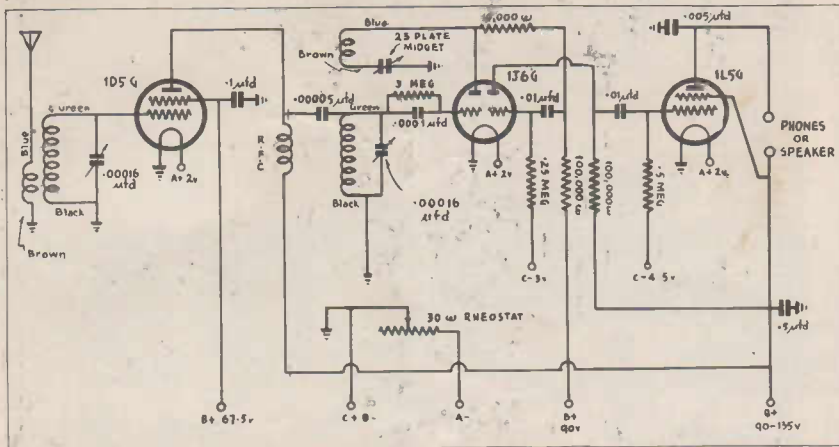 Blue
25 PLATE
MIDGET
Brown
,000 ω
.005 μfd
1D5G
.1 μfd
3 MEG
1J6G
1L5G
.00005 μfd
Green
.0001 μfd
.01 μfd
.01 μfd
Blue
Green
.00016
μfd
R.F.C
A+ 2v
A+ 2v
A+ 2v
PHONES
OR
SPEAKER
Black
Black
.00016
μfd
.25 MEG
100,000 ω
100,000 ω
.5 MEG
Brown
C-3v
C-4.5v
30 ω RHEOSTAT
.5 μfd
B+ 67.5v
C+ B-
A-
B+
90v
B+
90-135v